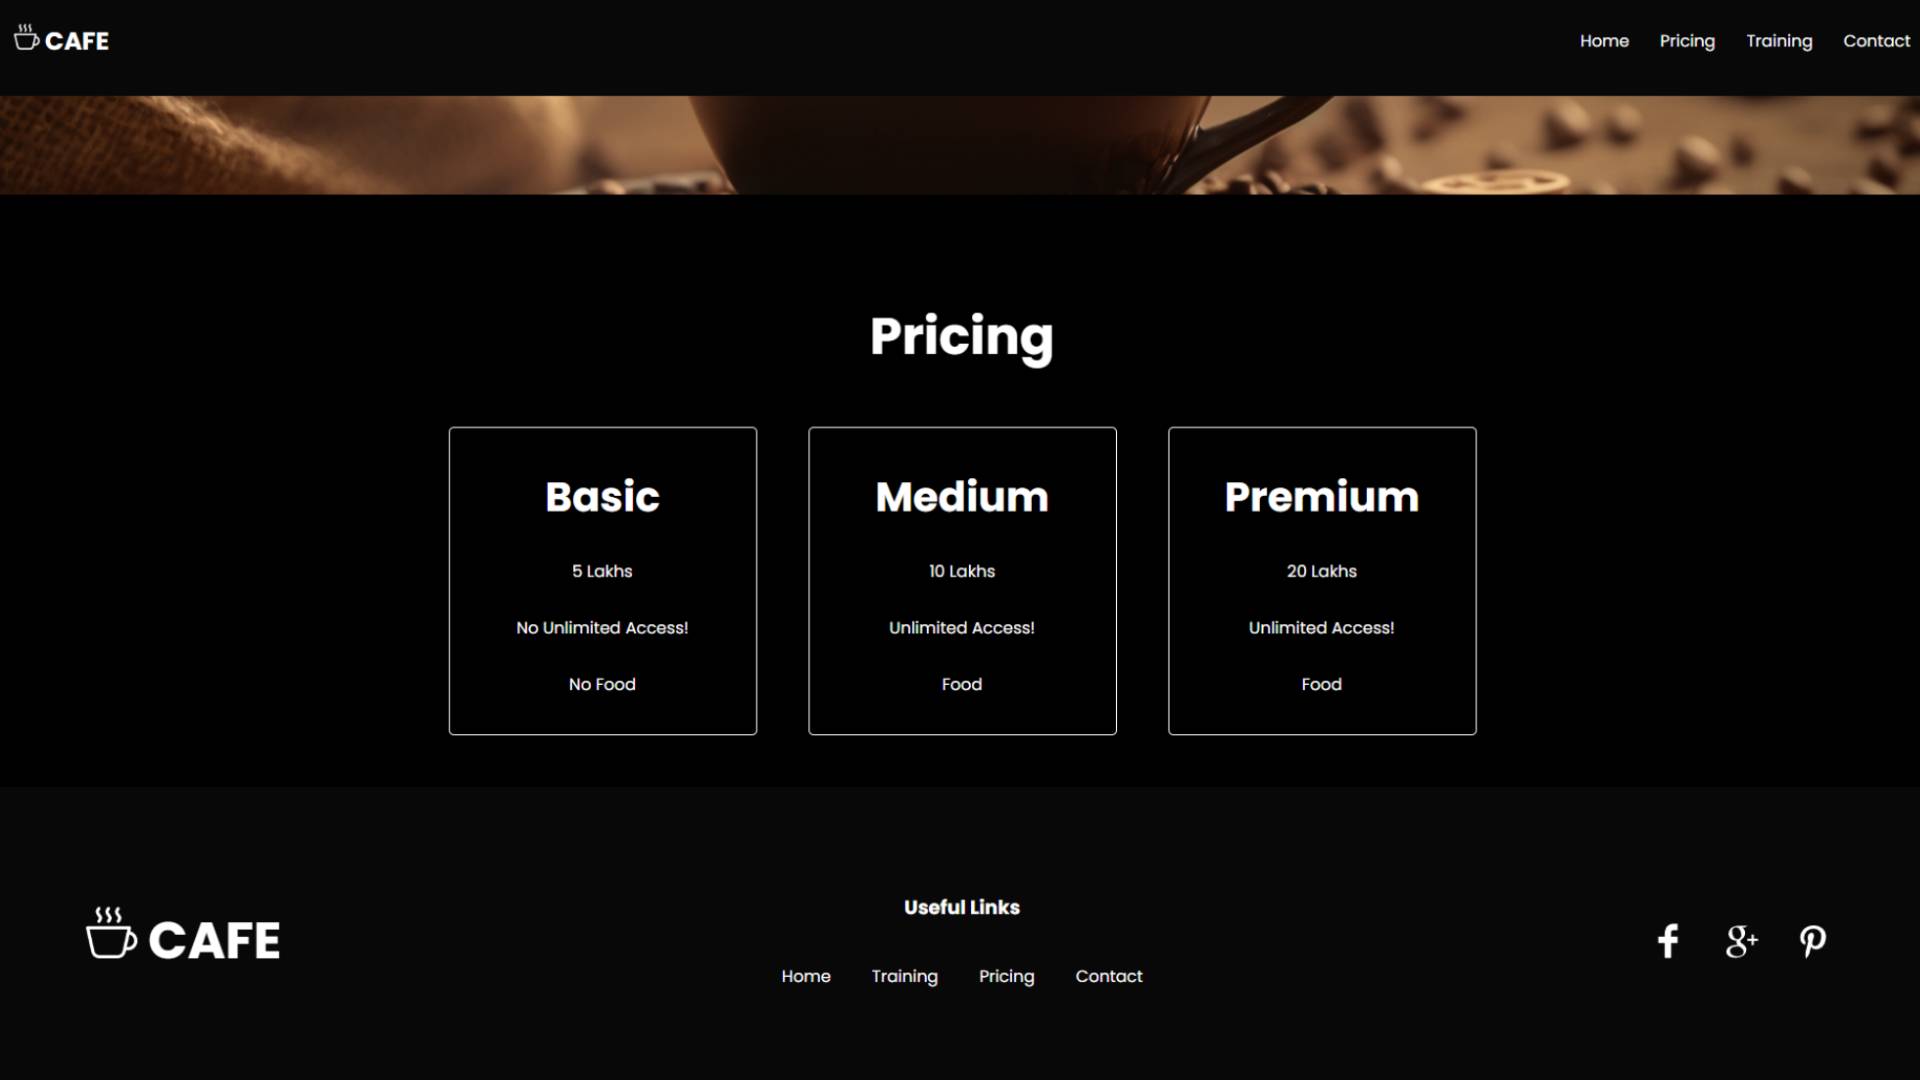 CAFE
Home Pricing Training Contact
Pricing
Basic
5 Lakhs
No Unlimited Access!
No Food
Medium
10 Lakhs
Unlimited Access!
Food
Premium
20 Lakhs
Unlimited Access!
Food
CAFE
Useful Links
Home Training Pricing Contact